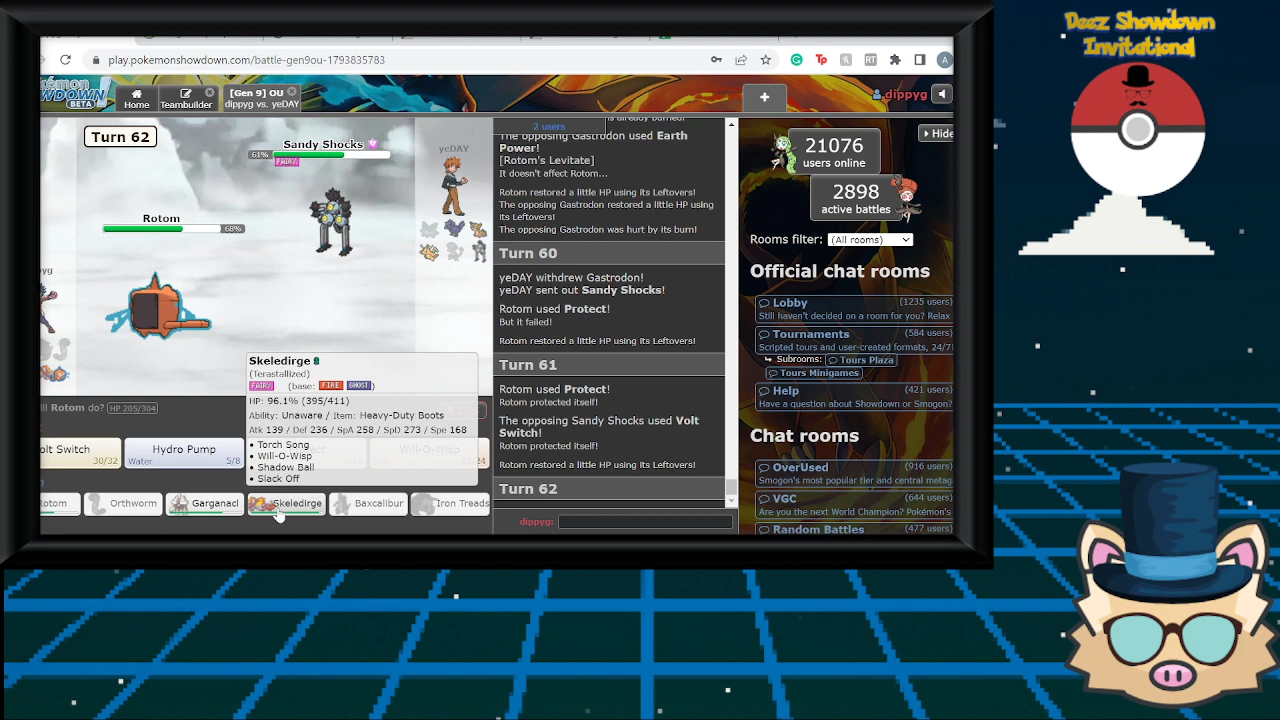 Deez Showdown
Invitational
play.pokemonshowdown.com/battle-gen9ou-1793835783
Home
Teambuilder
[Gen 9] OU
dippyg vs. yeDAY
BETA
dippyg
Turn 62
Sandy Shocks
61%
FAIRY
Rotom
68%
yeDAY
2 users
The opposing Gastrodon used Earth
Power!
[Rotom's Levitate]
It doesn't affect Rotom...
Rotom restored a little HP using its Leftovers!
The opposing Gastrodon restored a little HP using
its Leftovers!
The opposing Gastrodon was hurt by its burn!
Turn 60
yeDAY withdrew Gastrodon!
yeDAY sent out Sandy Shocks!
Rotom used Protect!
But it failed!
Rotom restored a little HP using its Leftovers!
Turn 61
Rotom used Protect!
Rotom protected itself!
The opposing Sandy Shocks used Volt
Switch!
Rotom protected itself!
Rotom restored a little HP using its Leftovers!
Turn 62
dippyg:
Skeledirge
(Terastallized)
FAIRY (base: FIRE GHOST)
HP: 96.1% (395/411)
Ability: Unaware / Item: Heavy-Duty Boots
Atk 139 / Def 236 / SpA 258 / SpD 273 / Spe 168
• Torch Song
• Will-O-Wisp
• Shadow Ball
• Slack Off
Rotom do? HP 205/304
olt Switch
30/32
Hydro Pump
Water 5/8
Will-O-Wisp
otom
Orthworm
Garganacl
Skeledirge
Baxcalibur
Iron Treads
Hide
21076
users online
2898
active battles
Rooms filter: (All rooms)
Official chat rooms
Lobby (1235 users)
Still haven't decided on a room for you? Relax
Tournaments (584 users)
Scripted tours and user-created formats, 24/7
Subrooms: Tours Plaza
Tours Minigames
Help (421 users)
Have a question about Showdown or Smogon
Chat rooms
OverUsed (916 users)
Smogon's most popular tier and central metag
VGC (644 users)
Are you the next World Champion? Pokémon's
Random Battles (477 users)